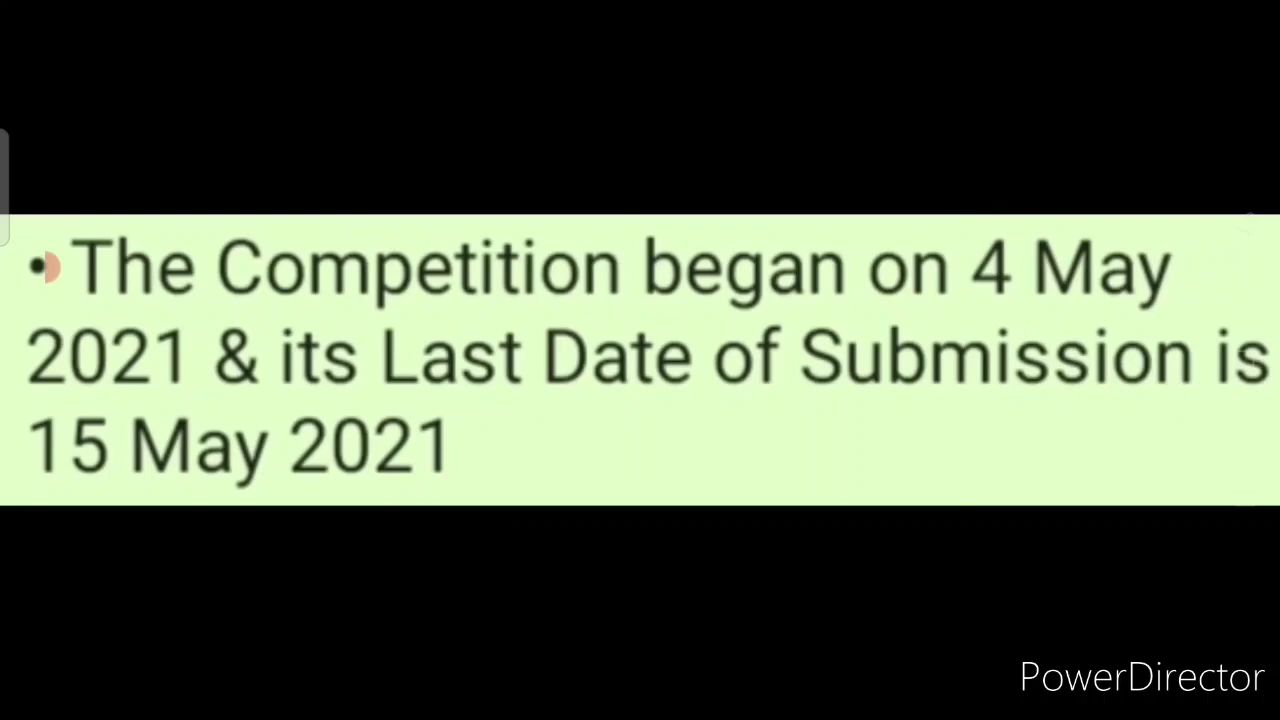 • The Competition began on 4 May
2021 & its Last Date of Submission is
15 May 2021
PowerDirector